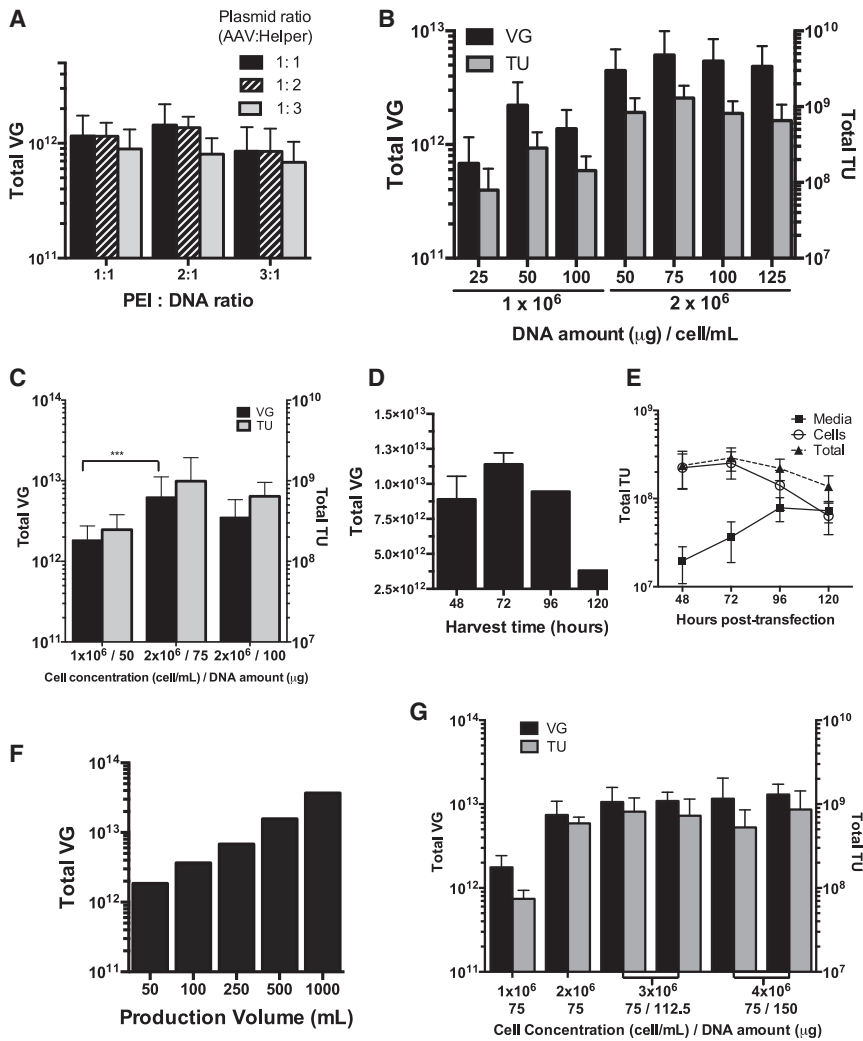 A
Plasmid ratio
(AAV:Helper)
1:1
1:2
1:3
Total VG
10¹²
10¹¹
1:1 2:1 3:1
PEI : DNA ratio
B
VG
TU
Total VG
10¹³
10¹²
10¹¹
Total TU
10¹⁰
10⁹
10⁸
10⁷
25 50 100 50 75 100 125
1 x 10⁶ 2 x 10⁶
DNA amount (µg) / cell/mL
C
VG
TU
***
Total VG
10¹⁴
10¹³
10¹²
10¹¹
Total TU
10¹⁰
10⁹
10⁸
10⁷
1x10⁶ / 50 2x10⁶ / 75 2x10⁶ / 100
Cell concentration (cell/mL) / DNA amount (µg)
D
Total VG
1.5×10¹³
1.3×10¹³
1.0×10¹³
7.5×10¹²
5.0×10¹²
2.5×10¹²
48 72 96 120
Harvest time (hours)
E
Media
Cells
Total
Total TU
10⁹
10⁸
10⁷
48 72 96 120
Hours post-transfection
F
Total VG
10¹⁴
10¹³
10¹²
10¹¹
50 100 250 500 1000
Production Volume (mL)
G
VG
TU
Total VG
10¹⁴
10¹³
10¹²
10¹¹
Total TU
10¹⁰
10⁹
10⁸
10⁷
1x10⁶ 2x10⁶ 3x10⁶ 4x10⁶
75 75 75 / 112.5 75 / 150
Cell Concentration (cell/mL) / DNA amount (µg)